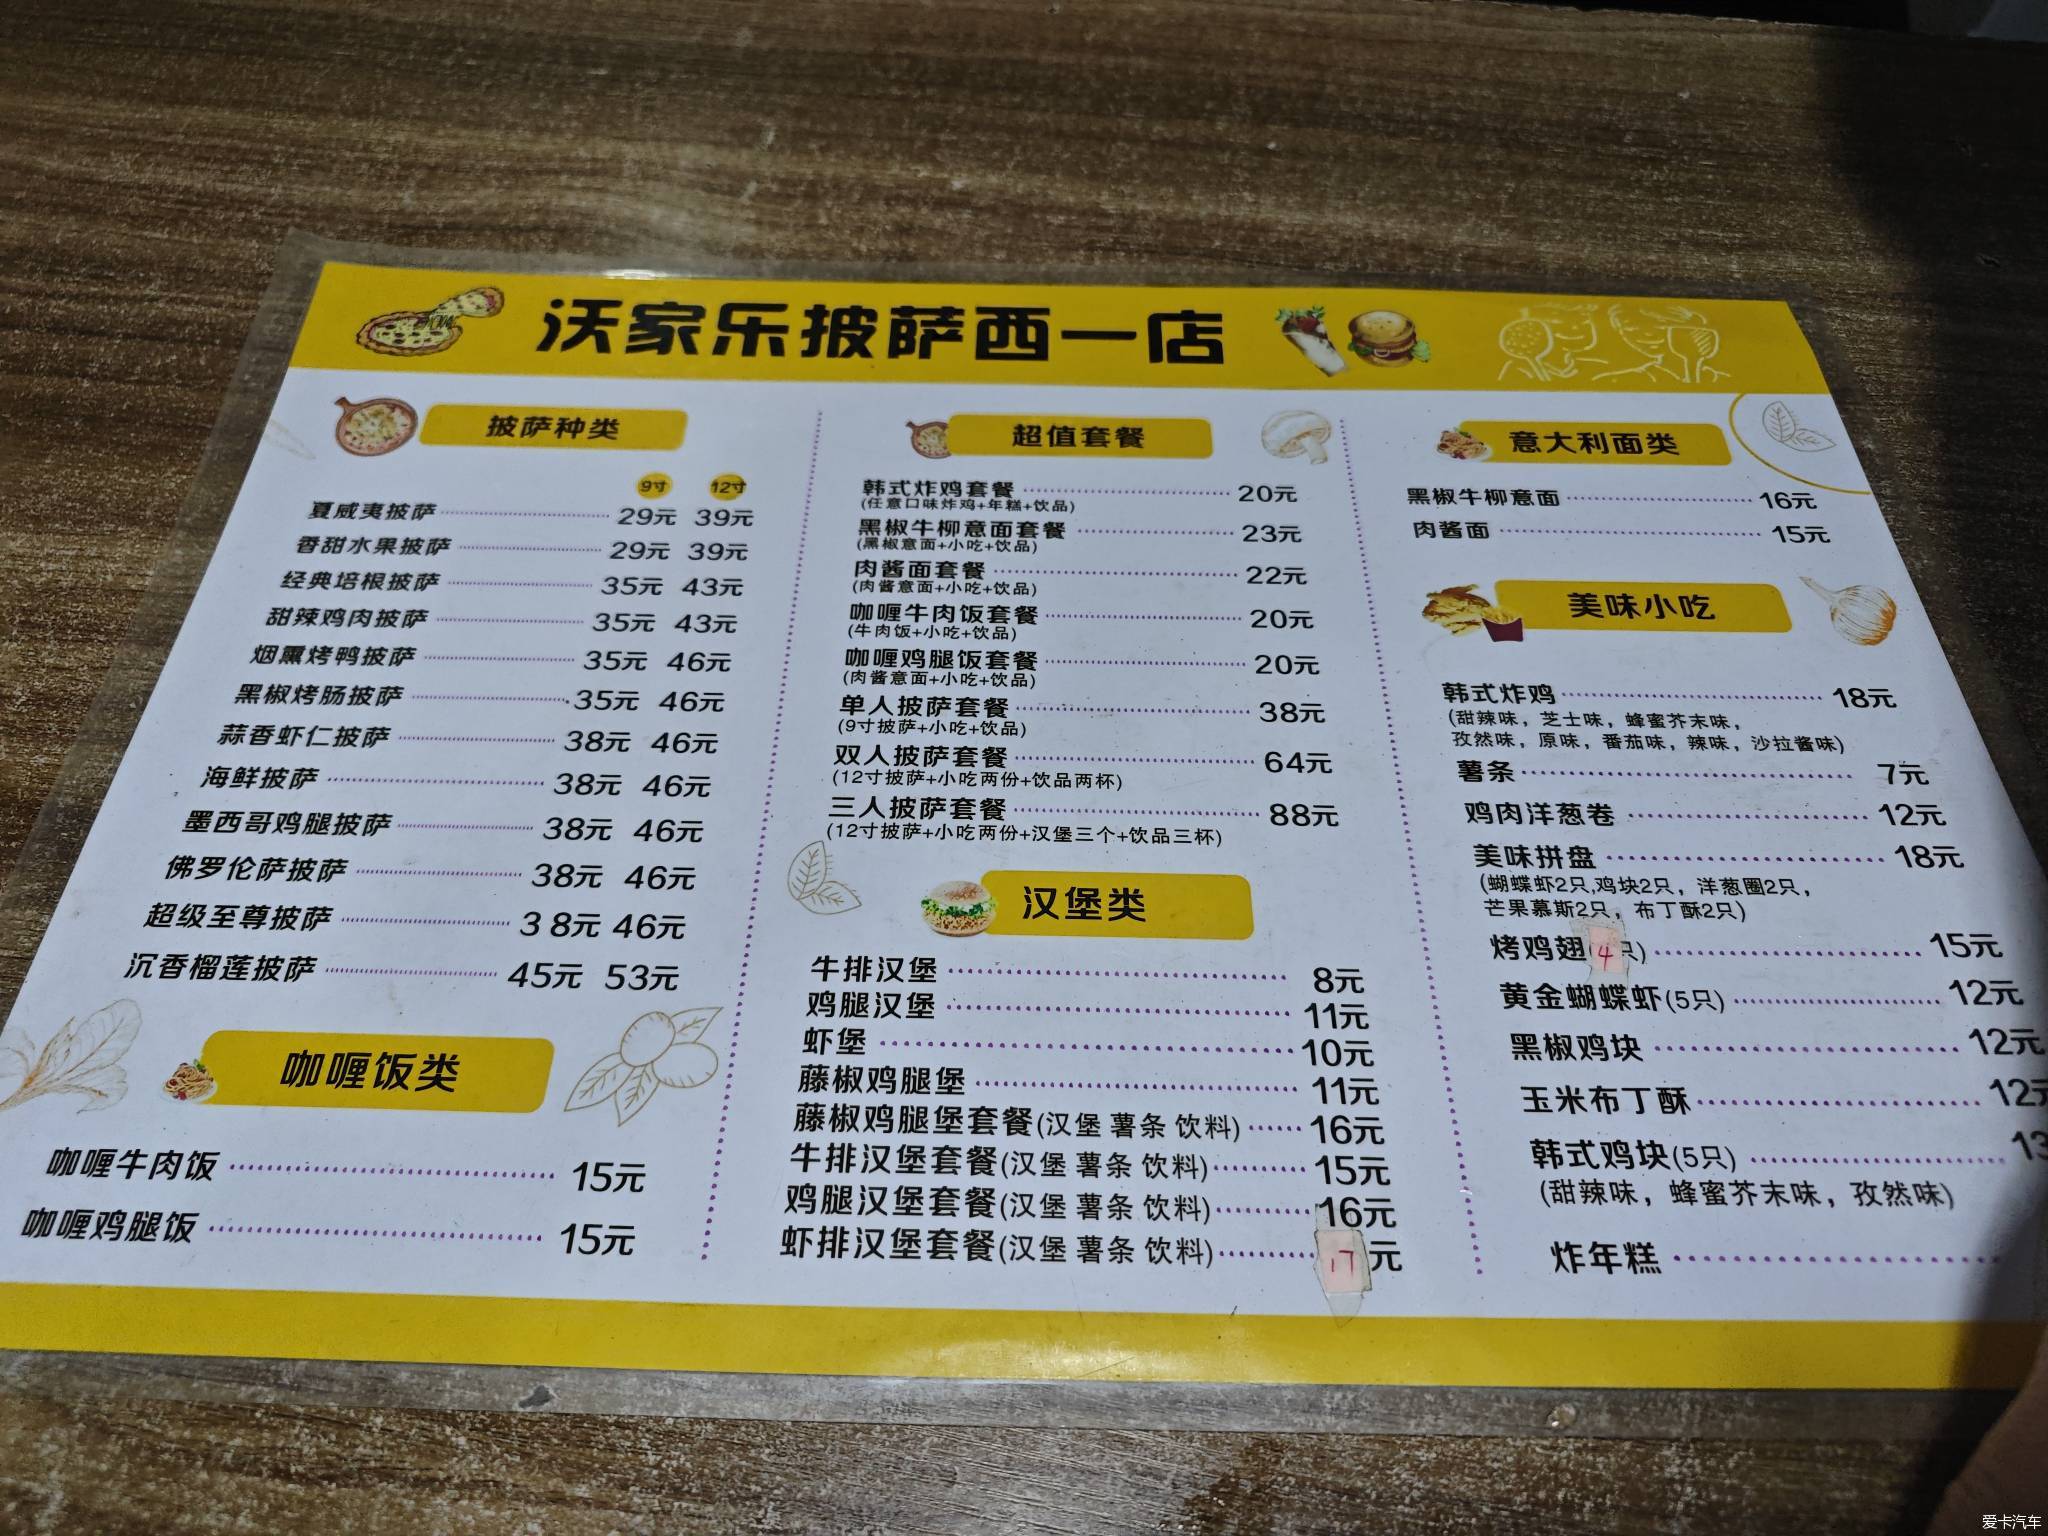 沃家乐披萨西一店
披萨种类
9寸 12寸
夏威夷披萨 29元 39元
香甜水果披萨 29元 39元
经典培根披萨 35元 43元
甜辣鸡肉披萨 35元 43元
烟熏烤鸭披萨 35元 46元
黑椒烤肠披萨 35元 46元
蒜香虾仁披萨 38元 46元
海鲜披萨 38元 46元
墨西哥鸡腿披萨 38元 46元
佛罗伦萨披萨 38元 46元
超级至尊披萨 38元 46元
沉香榴莲披萨 45元 53元
咖喱饭类
咖喱牛肉饭 15元
咖喱鸡腿饭 15元
超值套餐
韩式炸鸡套餐 20元
(任意口味炸鸡+年糕+饮品)
黑椒牛柳意面套餐 23元
(黑椒意面+小吃+饮品)
肉酱面套餐 22元
(肉酱意面+小吃+饮品)
咖喱牛肉饭套餐 20元
(牛肉饭+小吃+饮品)
咖喱鸡腿饭套餐 20元
(肉酱意面+小吃+饮品)
单人披萨套餐 38元
(9寸披萨+小吃+饮品)
双人披萨套餐 64元
(12寸披萨+小吃两份+饮品两杯)
三人披萨套餐 88元
(12寸披萨+小吃两份+汉堡三个+饮品三杯)
汉堡类
牛排汉堡 8元
鸡腿汉堡 11元
虾堡 10元
藤椒鸡腿堡 11元
藤椒鸡腿堡套餐(汉堡 薯条 饮料) 16元
牛排汉堡套餐(汉堡 薯条 饮料) 15元
鸡腿汉堡套餐(汉堡 薯条 饮料) 16元
虾排汉堡套餐(汉堡 薯条 饮料) 17元
意大利面类
黑椒牛柳意面 16元
肉酱面 15元
美味小吃
韩式炸鸡 18元
(甜辣味，芝士味，蜂蜜芥末味，
孜然味，原味，番茄味，辣味，沙拉酱味)
薯条 7元
鸡肉洋葱卷 12元
美味拼盘 18元
(蝴蝶虾2只,鸡块2只，洋葱圈2只，
芒果慕斯2只，布丁酥2只)
烤鸡翅(4只) 15元
黄金蝴蝶虾(5只) 12元
黑椒鸡块 12元
玉米布丁酥 12元
韩式鸡块(5只) 13
(甜辣味，蜂蜜芥末味，孜然味)
炸年糕
爱卡汽车